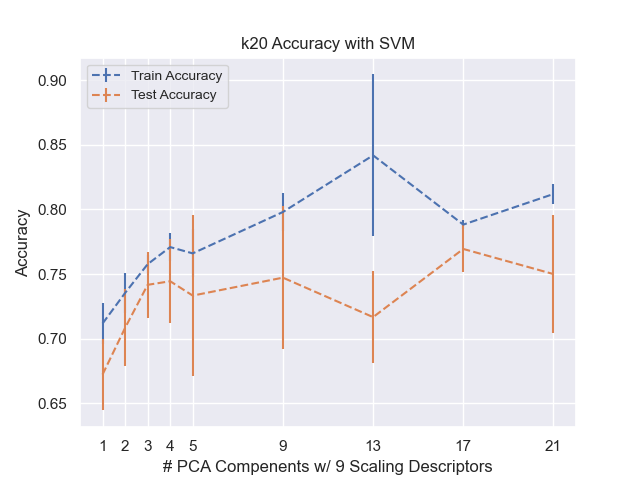 k20 Accuracy with SVM
Train Accuracy
Test Accuracy
0.90
0.85
0.80
0.75
0.70
0.65
Accuracy
1 2 3 4 5 9 13 17 21
# PCA Compenents w/ 9 Scaling Descriptors